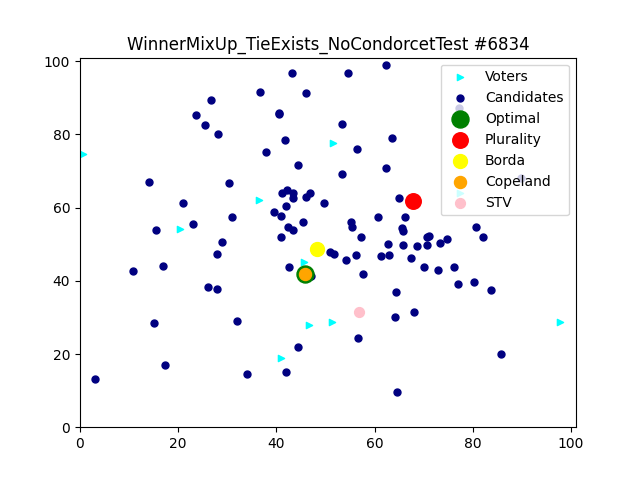 WinnerMixUp_TieExists_NoCondorcetTest #6834
100
80
60
40
20
0
0
20
40
60
80
100
Voters
Candidates
Optimal
Plurality
Borda
Copeland
STV